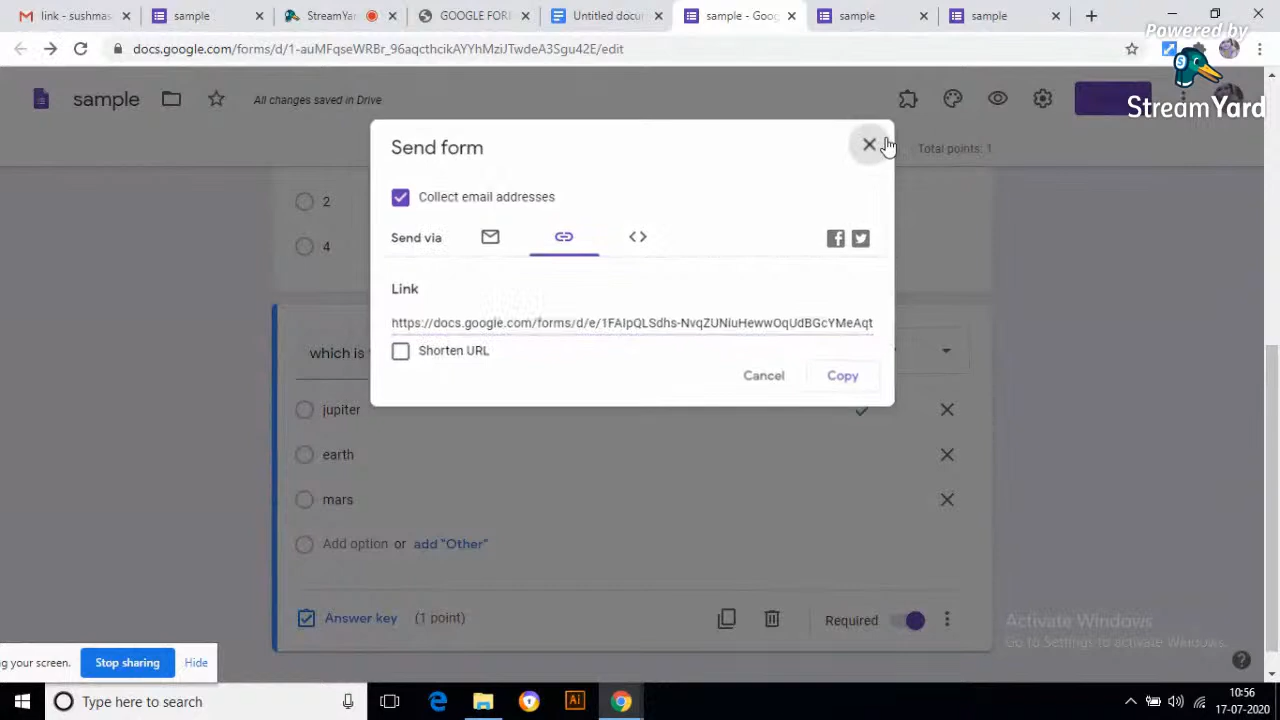 link - sushmas
sample
StreamYard
GOOGLE FORM
Untitled docu
sample - Goog
sample
sample
docs.google.com/forms/d/1-auMFqseWRBr_96aqcthcikAYYhMziJTwdeA3Sgu42E/edit
Powered by
StreamYard
sample
All changes saved in Drive
Total points: 1
Send form
Collect email addresses
Send via
Link
https://docs.google.com/forms/d/e/1FAIpQLSdhs-NvqZUNiuHewwOqUdBGcYMeAqt
Shorten URL
Cancel
Copy
2
4
which is
jupiter
earth
mars
Add option or add "Other"
Answer key (1 point)
Required
Activate Windows
Go to Settings to activate Windows.
g your screen.
Stop sharing
Hide
Type here to search
Ai
10:56
17-07-2020